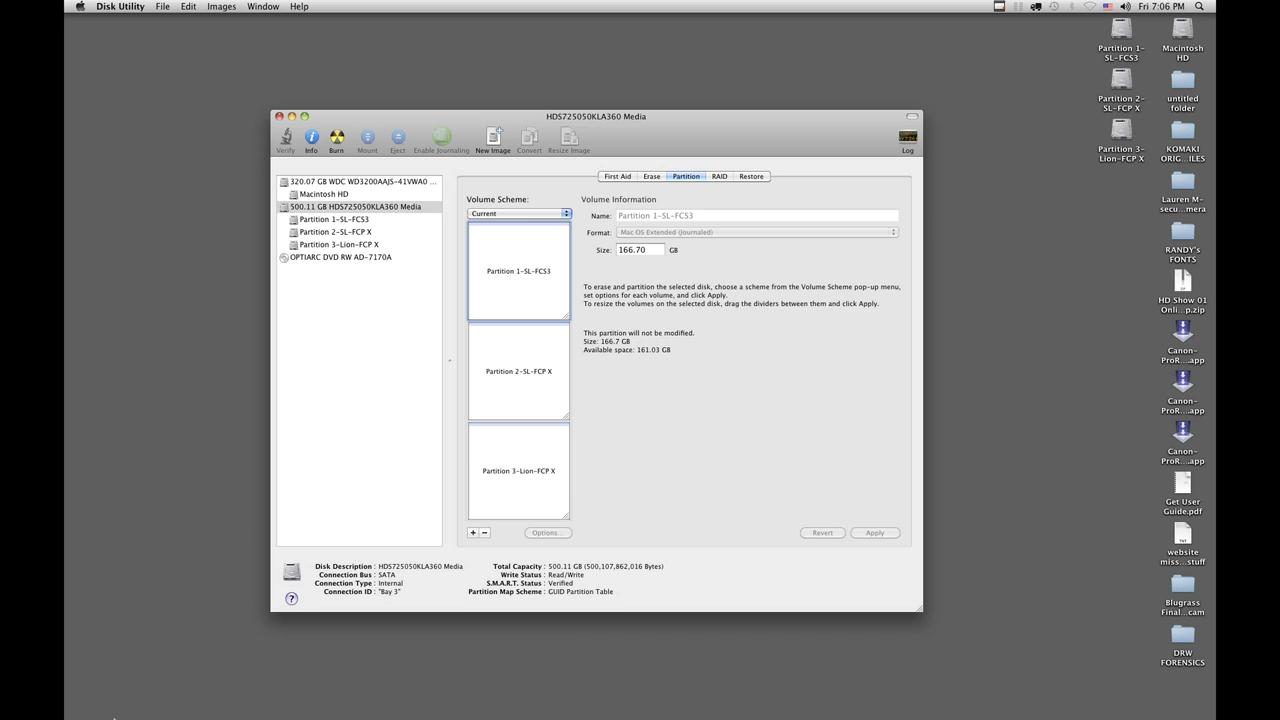 Disk Utility File Edit Images Window Help Fri 7:06 PM
HDS725050KLA360 Media
Verify Info Burn Mount Eject Enable Journaling New Image Convert Resize Image Log
320.07 GB WDC WD3200AAJS-41VWA0 ...
Macintosh HD
500.11 GB HDS725050KLA360 Media
Partition 1-SL-FCS3
Partition 2-SL-FCP X
Partition 3-Lion-FCP X
OPTIARC DVD RW AD-7170A
First Aid Erase Partition RAID Restore
Volume Scheme:
Current
Partition 1-SL-FCS3
Partition 2-SL-FCP X
Partition 3-Lion-FCP X
+ − Options...
Volume Information
Name: Partition 1-SL-FCS3
Format: Mac OS Extended (Journaled)
Size: 166.70 GB
To erase and partition the selected disk, choose a scheme from the Volume Scheme pop-up menu,
set options for each volume, and click Apply.
To resize the volumes on the selected disk, drag the dividers between them and click Apply.
This partition will not be modified.
Size: 166.7 GB
Available space: 161.03 GB
Revert Apply
Disk Description : HDS725050KLA360 Media
Connection Bus : SATA
Connection Type : Internal
Connection ID : "Bay 3"
Total Capacity : 500.11 GB (500,107,862,016 Bytes)
Write Status : Read/Write
S.M.A.R.T. Status : Verified
Partition Map Scheme : GUID Partition Table
?
Partition 1-
SL-FCS3
Partition 2-
SL-FCP X
Partition 3-
Lion-FCP X
Macintosh
HD
untitled
folder
KOMAKI
ORIG...ILES
Lauren M-
secu...mera
RANDY's
FONTS
ZIP
HD Show 01
Onli...p.zip
Canon-
ProR....app
Canon-
ProR....app
Canon-
ProR....app
Get User
Guide.pdf
TXT
website
miss...stuff
Blugrass
Final...cam
DRW
FORENSICS